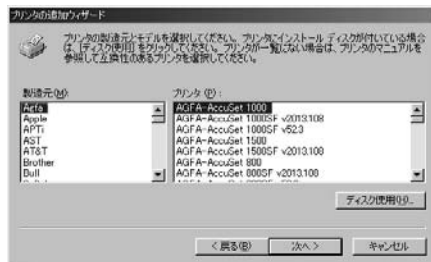 プリンタの追加ウィザード
プリンタの製造元とモデルを選択してください。プリンタにインストール ディスクが付いている場合
は、[ディスク使用] をクリックしてください。プリンタが一覧にない場合は、プリンタのマニュアルを
参照して互換性のあるプリンタを選択してください。
製造元(M):
プリンタ(P):
Agfa
Apple
APTi
AST
AT&T
Brother
Bull
AGFA-AccuSet 1000
AGFA-AccuSet 1000SF v2013.108
AGFA-AccuSet 1000SF v52.3
AGFA-AccuSet 1500
AGFA-AccuSet 1500SF v2013.108
AGFA-AccuSet 800
AGFA-AccuSet 800SF v2013.108
ディスク使用(H)...
< 戻る(B)
次へ >
キャンセル